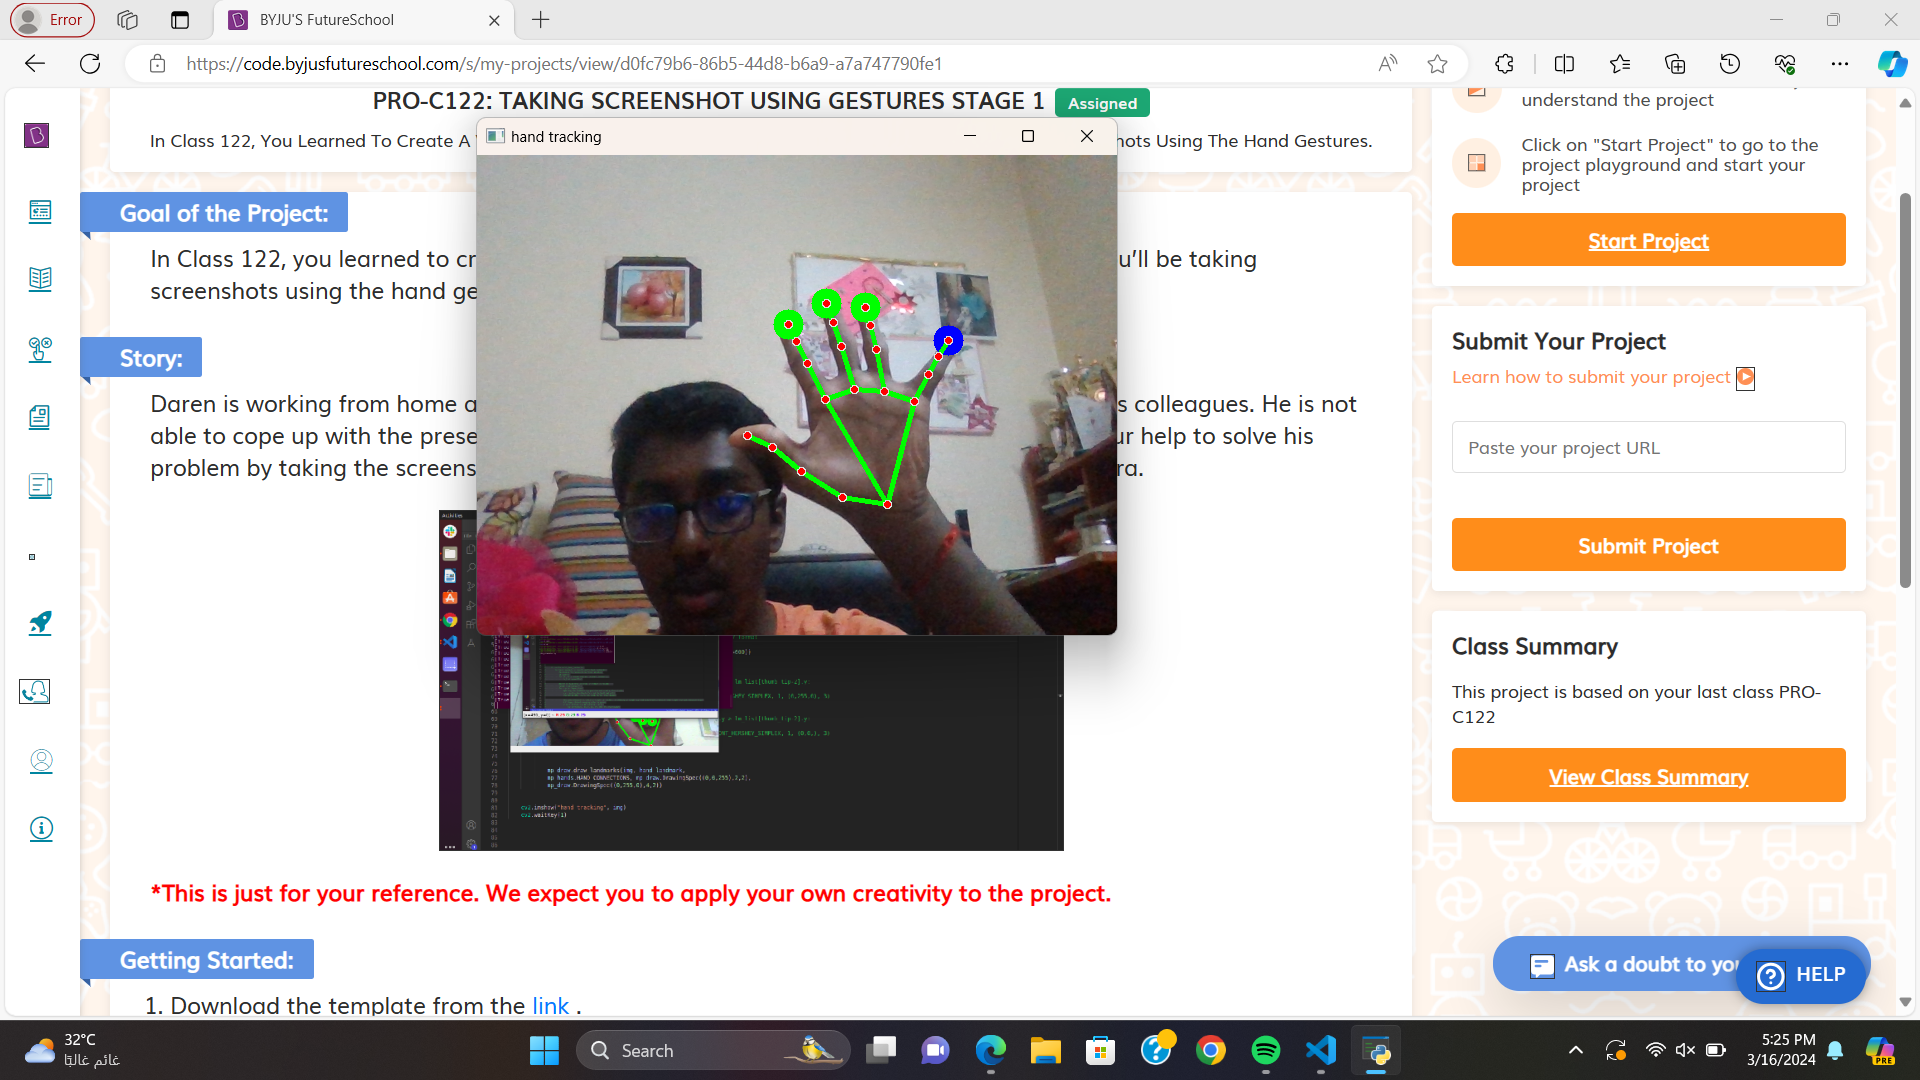 Error
BYJU'S FutureSchool
https://code.byjusfutureschool.com/s/my-projects/view/d0fc79b6-86b5-44d8-b6a9-a7a747790fe1
PRO-C122: TAKING SCREENSHOT USING GESTURES STAGE 1
Assigned
In Class 122, You Learned To Create A
ots Using The Hand Gestures.
hand tracking
Goal of the Project:
In Class 122, you learned to cr
u'll be taking
screenshots using the hand ge
Story:
Daren is working from home a
s colleagues. He is not
able to cope up with the prese
ur help to solve his
problem by taking the screens
ra.
*This is just for your reference. We expect you to apply your own creativity to the project.
Getting Started:
1. Download the template from the link .
understand the project
Click on "Start Project" to go to the
project playground and start your
project
Start Project
Submit Your Project
Learn how to submit your project
Paste your project URL
Submit Project
Class Summary
This project is based on your last class PRO-
C122
View Class Summary
Ask a doubt to you
HELP
32°C
غائم غالبًا
Search
5:25 PM
3/16/2024
PRE